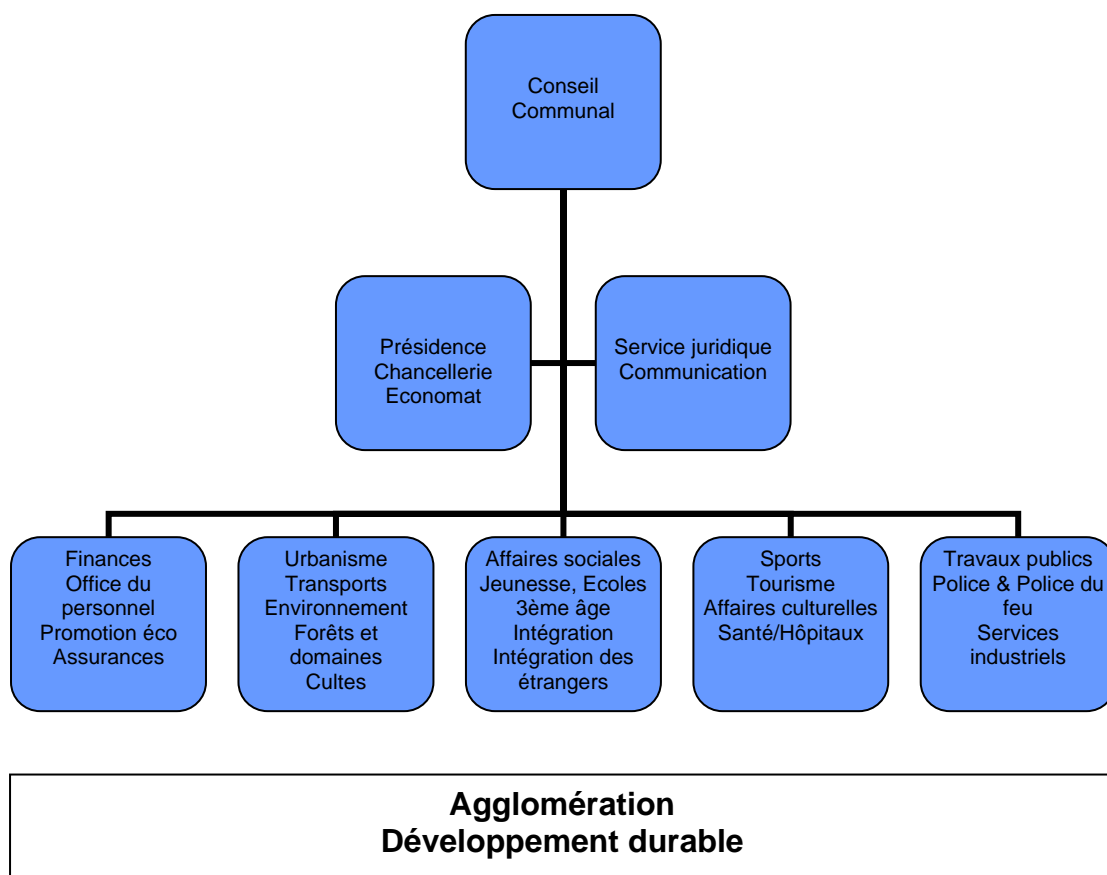 Conseil
Communal
Présidence
Chancellerie
Economat
Service juridique
Communication
Finances
Office du
personnel
Promotion éco
Assurances
Urbanisme
Transports
Environnement
Forêts et
domaines
Cultes
Affaires sociales
Jeunesse, Ecoles
3ème âge
Intégration
Intégration des
étrangers
Sports
Tourisme
Affaires culturelles
Santé/Hôpitaux
Travaux publics
Police & Police du
feu
Services
industriels
Agglomération
Développement durable